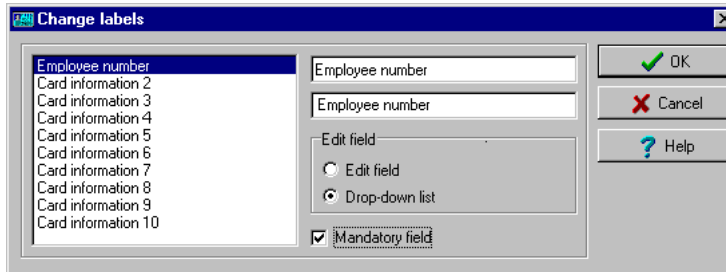 Change labels
Employee number
Card information 2
Card information 3
Card information 4
Card information 5
Card information 6
Card information 7
Card information 8
Card information 9
Card information 10
Employee number
Employee number
Edit field
Edit field
Drop-down list
Mandatory field
OK
Cancel
? Help